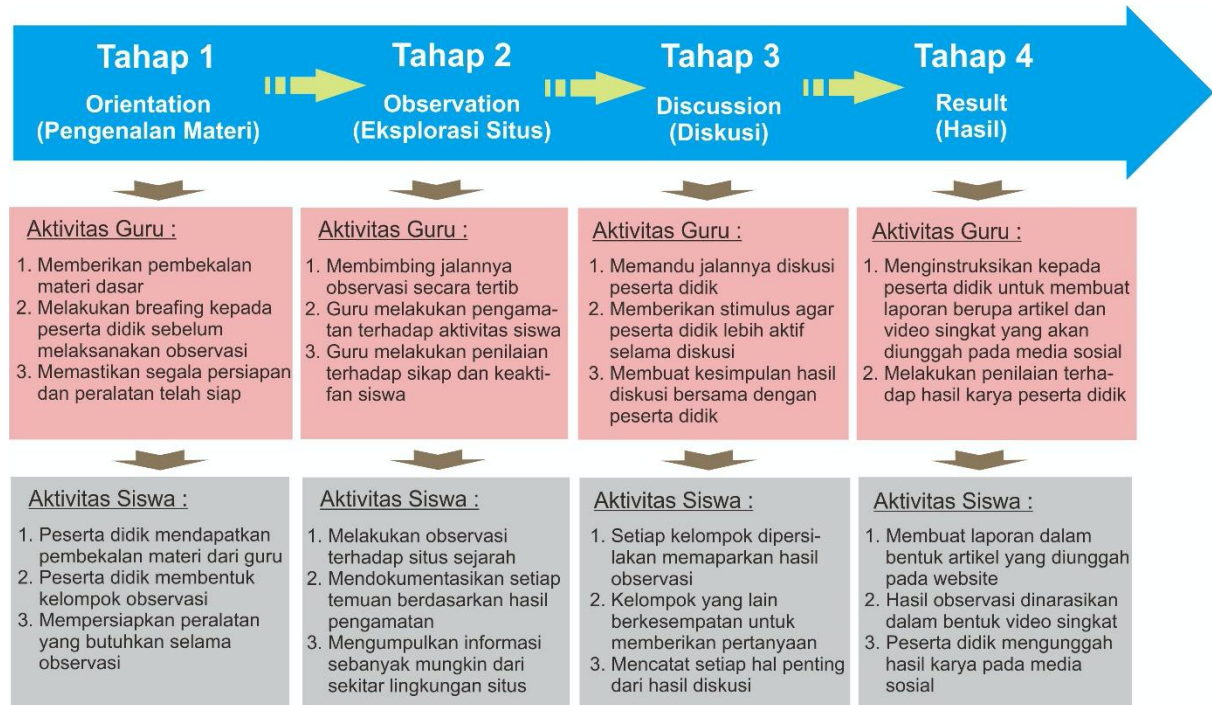 Tahap 1
Orientation
(Pengenalan Materi)
Tahap 2
Observation
(Eksplorasi Situs)
Tahap 3
Discussion
(Diskusi)
Tahap 4
Result
(Hasil)
Aktivitas Guru :
1. Memberikan pembekalan
materi dasar
2. Melakukan breafing kepada
peserta didik sebelum
melaksanakan observasi
3. Memastikan segala persiapan
dan peralatan telah siap
Aktivitas Guru :
1. Membimbing jalannya
observasi secara tertib
2. Guru melakukan pengama-
tan terhadap aktivitas siswa
3. Guru melakukan penilaian
terhadap sikap dan keakti-
fan siswa
Aktivitas Guru :
1. Memandu jalannya diskusi
peserta didik
2. Memberikan stimulus agar
peserta didik lebih aktif
selama diskusi
3. Membuat kesimpulan hasil
diskusi bersama dengan
peserta didik
Aktivitas Guru :
1. Menginstruksikan kepada
peserta didik untuk membuat
laporan berupa artikel dan
video singkat yang akan
diunggah pada media sosial
2. Melakukan penilaian terha-
dap hasil karya peserta didik
Aktivitas Siswa :
1. Peserta didik mendapatkan
pembekalan materi dari guru
2. Peserta didik membentuk
kelompok observasi
3. Mempersiapkan peralatan
yang butuhkan selama
observasi
Aktivitas Siswa :
1. Melakukan observasi
terhadap situs sejarah
2. Mendokumentasikan setiap
temuan berdasarkan hasil
pengamatan
3. Mengumpulkan informasi
sebanyak mungkin dari
sekitar lingkungan situs
Aktivitas Siswa :
1. Setiap kelompok dipersi-
lakan memaparkan hasil
observasi
2. Kelompok yang lain
berkesempatan untuk
memberikan pertanyaan
3. Mencatat setiap hal penting
dari hasil diskusi
Aktivitas Siswa :
1. Membuat laporan dalam
bentuk artikel yang diunggah
pada website
2. Hasil observasi dinarasikan
dalam bentuk video singkat
3. Peserta didik mengunggah
hasil karya pada media
sosial